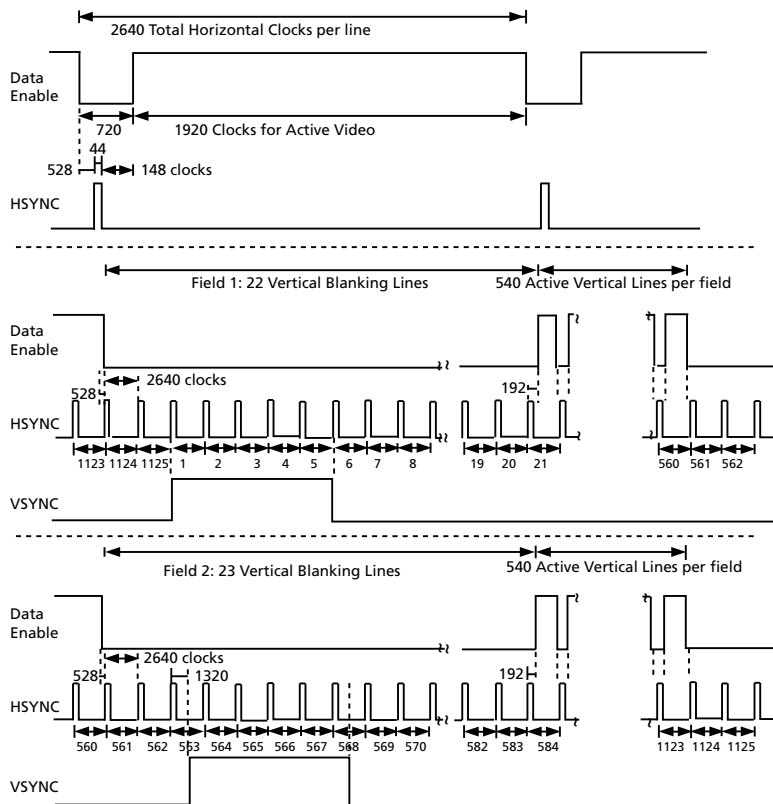 2640 Total Horizontal Clocks per line
Data
Enable
720
1920 Clocks for Active Video
44
528
148 clocks
HSYNC
Field 1: 22 Vertical Blanking Lines
540 Active Vertical Lines per field
Data
Enable
2640 clocks
528
192
HSYNC
1123 1124 1125 1 2 3 4 5 6 7 8 19 20 21 560 561 562
VSYNC
Field 2: 23 Vertical Blanking Lines
540 Active Vertical Lines per field
Data
Enable
2640 clocks
528
1320
192
HSYNC
560 561 562 563 564 565 566 567 568 569 570 582 583 584 1123 1124 1125
VSYNC